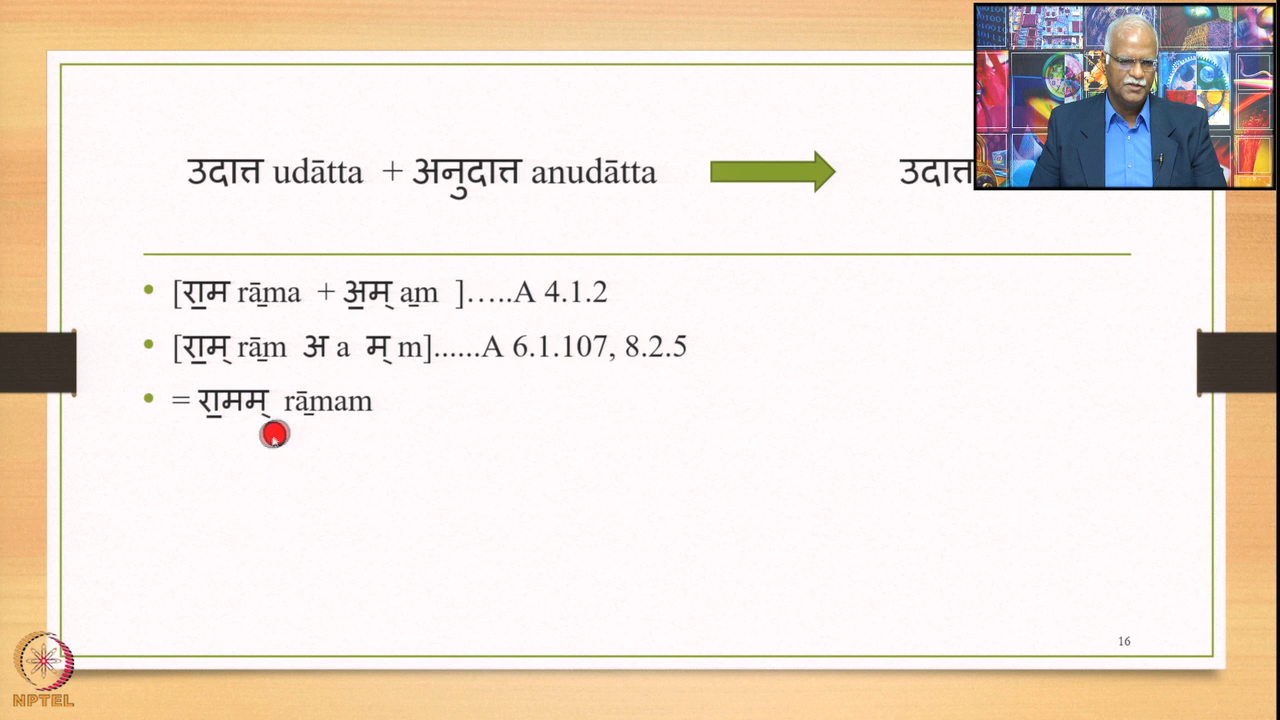 उदात्त udātta + अनुदात्त anudātta उदात्त
• [रा॒म rā̱ma + अ॒म् a̱m ]…..A 4.1.2
• [रा॒म् rā̱m अ a म् m]......A 6.1.107, 8.2.5
• = रा॒मम् rā̱mam
16
NPTEL